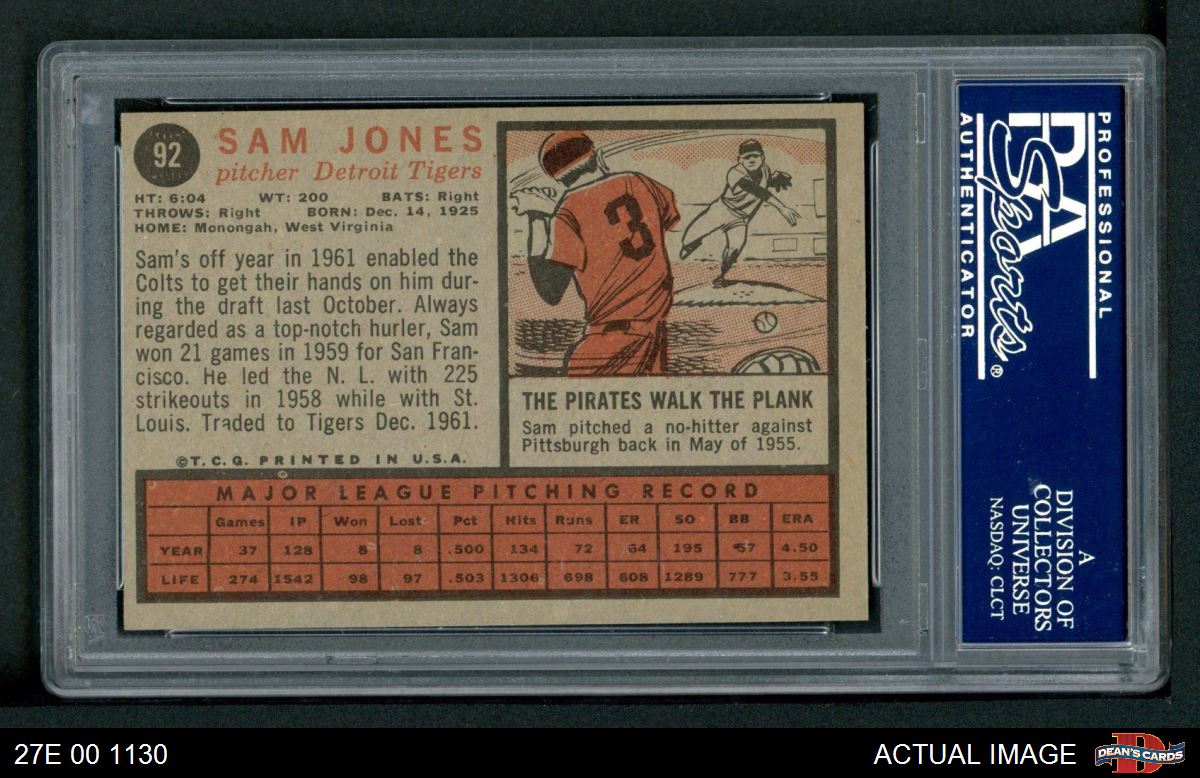 92
SAM JONES
pitcher Detroit Tigers
HT: 6:04 WT: 200 BATS: Right
THROWS: Right BORN: Dec. 14, 1925
HOME: Monongah, West Virginia
Sam's off year in 1961 enabled the
Colts to get their hands on him dur-
ing the draft last October. Always
regarded as a top-notch hurler, Sam
won 21 games in 1959 for San Fran-
cisco. He led the N. L. with 225
strikeouts in 1958 while with St.
Louis. Traded to Tigers Dec. 1961.
©T.C.G. PRINTED IN U.S.A.
3
THE PIRATES WALK THE PLANK
Sam pitched a no-hitter against
Pittsburgh back in May of 1955.
MAJOR LEAGUE PITCHING RECORD
Games IP Won Lost Pct Hits Runs ER SO BB ERA
YEAR 37 128 8 8 .500 134 72 64 195 57 4.50
LIFE 274 1542 98 97 .503 1306 698 608 1289 777 3.55
PROFESSIONAL
PSA
Sports®
AUTHENTICATOR
A
DIVISION OF
COLLECTORS
UNIVERSE
NASDAQ: CLCT
27E 00 1130
ACTUAL IMAGE
DEAN'S CARDS